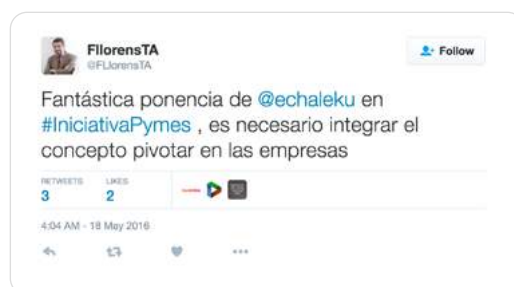 FllorensTA
@FLlorensTA
Follow
Fantástica ponencia de @echaleku en
#IniciativaPymes , es necesario integrar el
concepto pivotar en las empresas
RETWEETS LIKES
3 2
4:04 AM - 18 May 2016